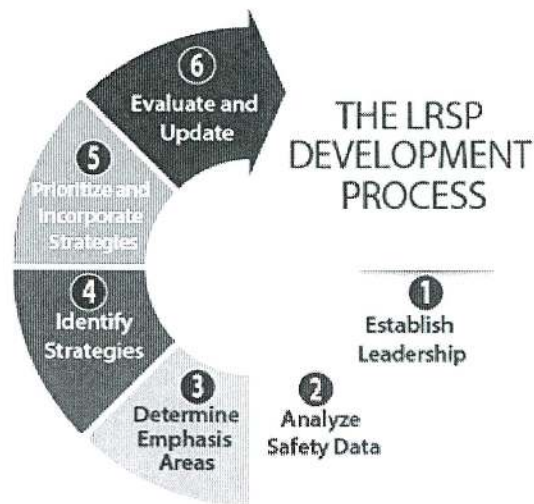 THE LRSP
DEVELOPMENT
PROCESS
1
Establish
Leadership
2
Analyze
Safety Data
3
Determine
Emphasis
Areas
4
Identify
Strategies
5
Prioritize and
Incorporate
Strategies
6
Evaluate and
Update